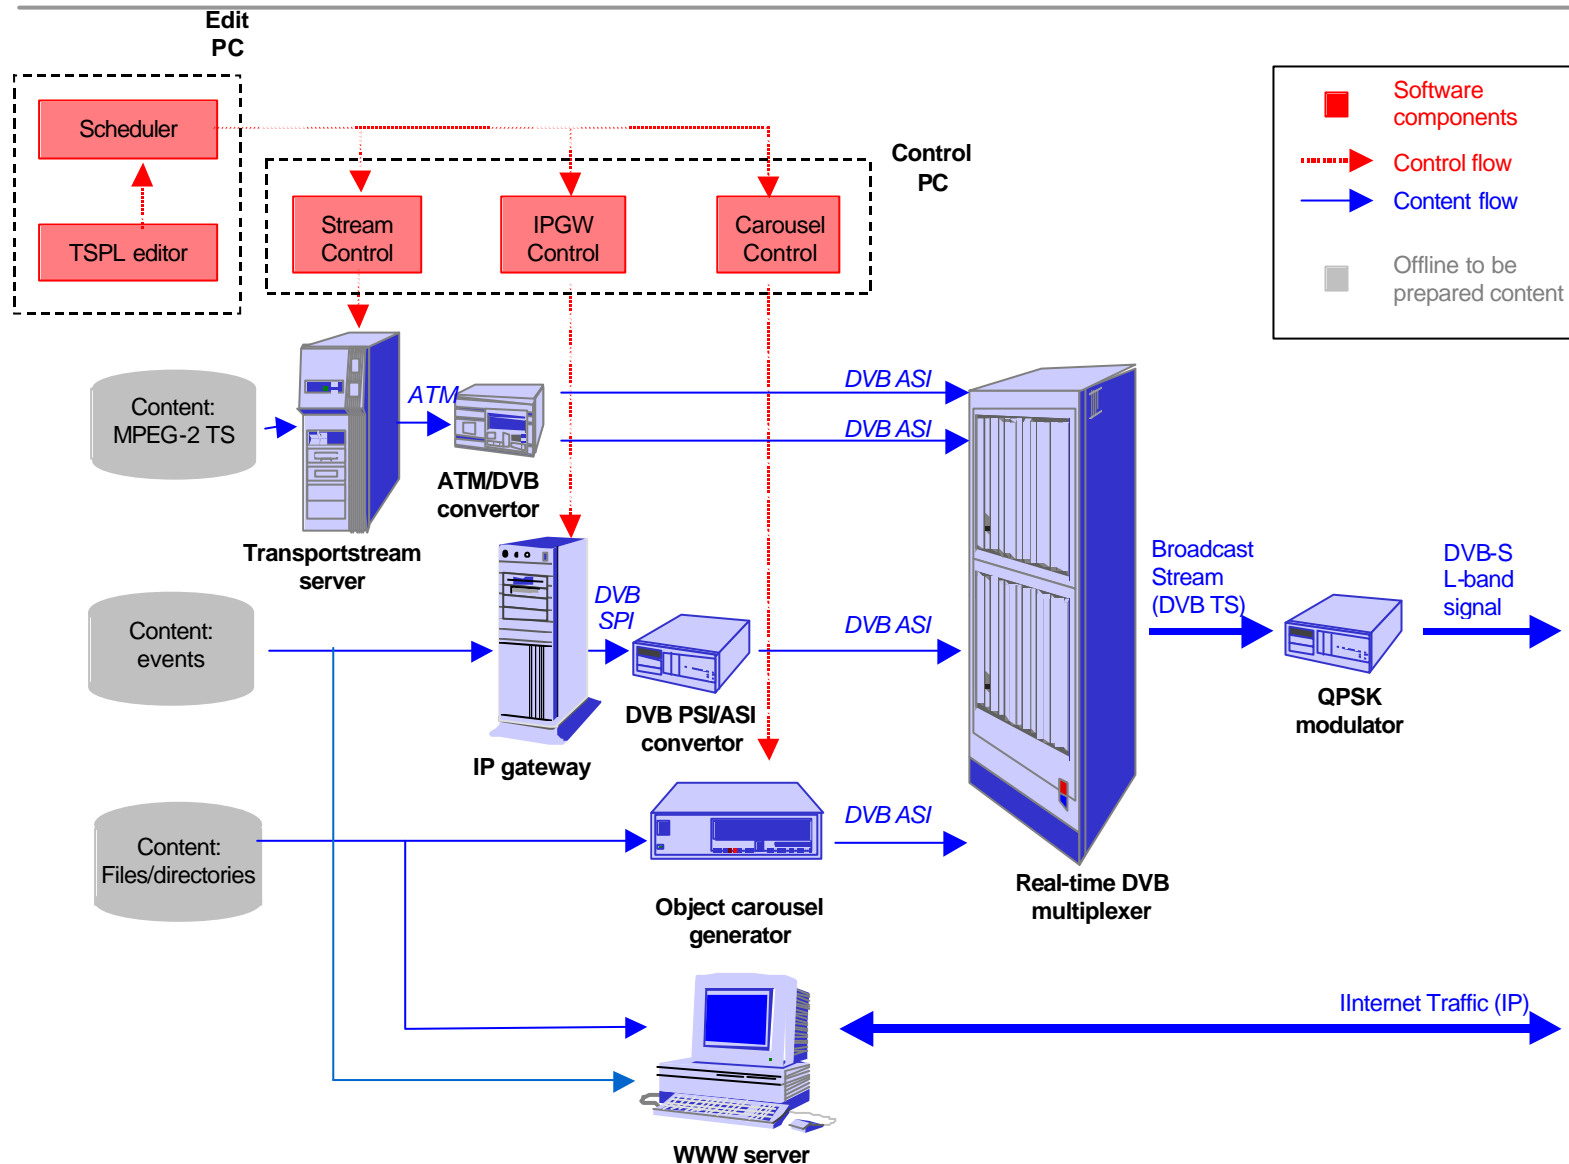 Edit
PC
Scheduler
TSPL editor
Control
PC
Stream
Control
IPGW
Control
Carousel
Control
Software
components
Control flow
Content flow
Offline to be
prepared content
Content:
MPEG-2 TS
ATM
ATM/DVB
convertor
Transportstream
server
DVB ASI
DVB ASI
Content:
events
DVB
SPI
DVB PSI/ASI
convertor
IP gateway
DVB ASI
Content:
Files/directories
Object carousel
generator
DVB ASI
Real-time DVB
multiplexer
Broadcast
Stream
(DVB TS)
QPSK
modulator
DVB-S
L-band
signal
IInternet Traffic (IP)
WWW server